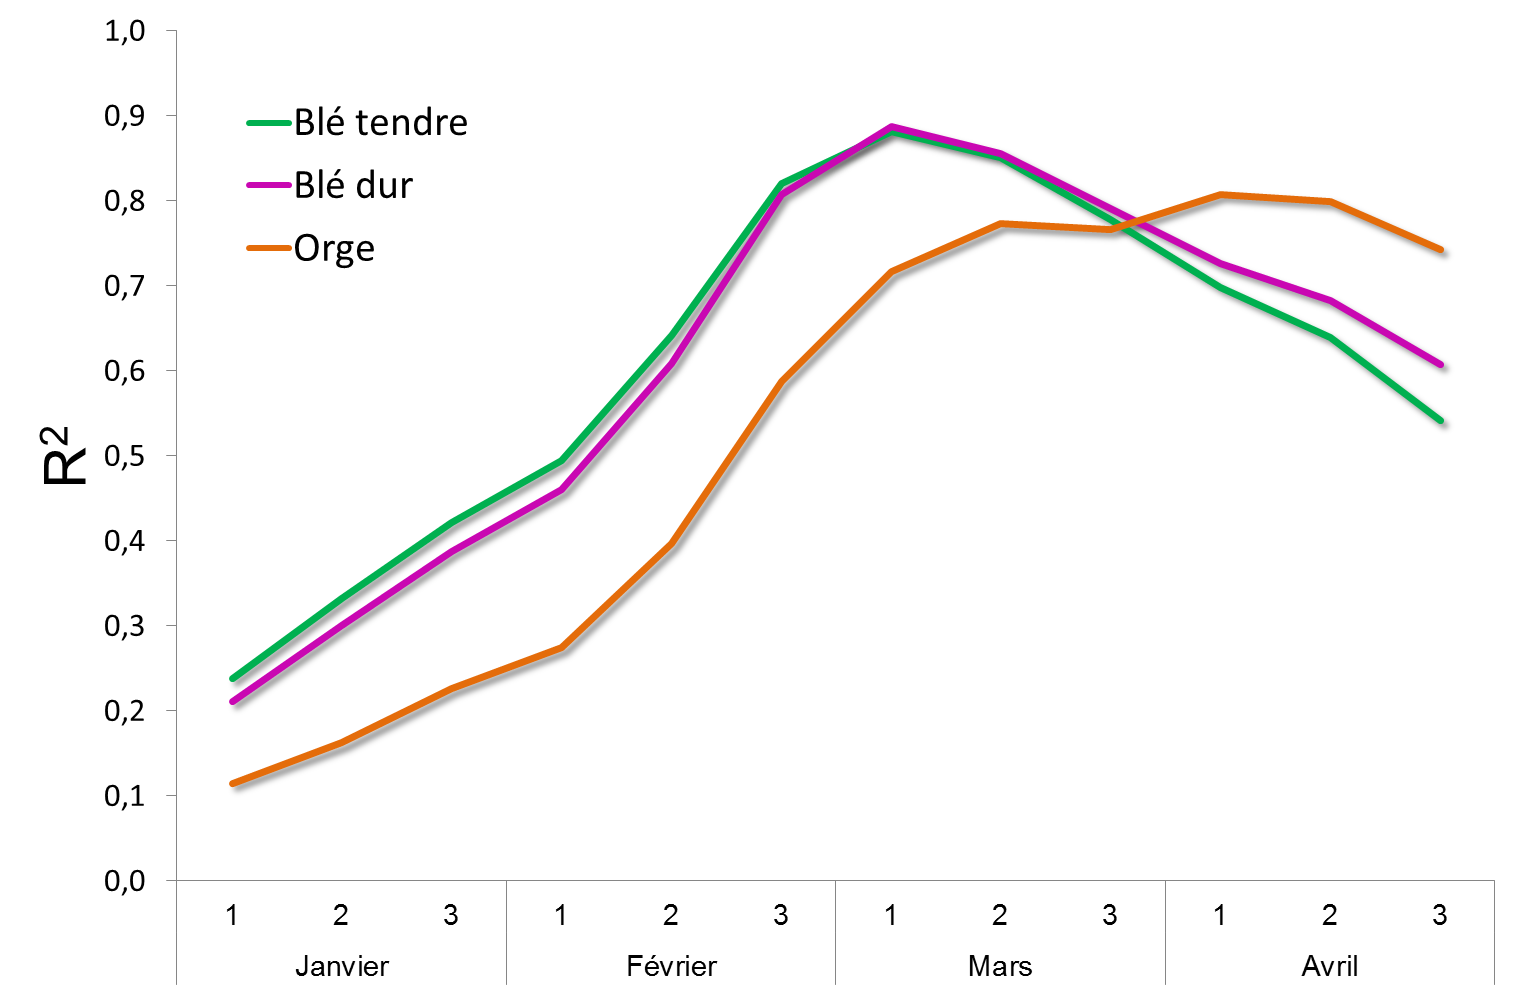 1,0
0,9
0,8
0,7
0,6
0,5
0,4
0,3
0,2
0,1
0,0
R²
Blé tendre
Blé dur
Orge
1 2 3 1 2 3 1 2 3 1 2 3
Janvier Février Mars Avril